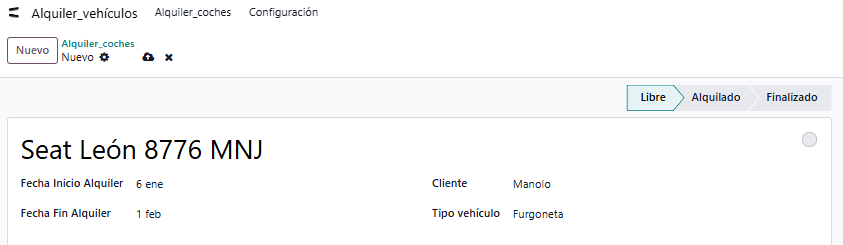 Alquiler_vehículos Alquiler_coches Configuración
Nuevo Alquiler_coches
Nuevo
Libre Alquilado Finalizado
Seat León 8776 MNJ
Fecha Inicio Alquiler 6 ene Cliente Manolo
Fecha Fin Alquiler 1 feb Tipo vehículo Furgoneta